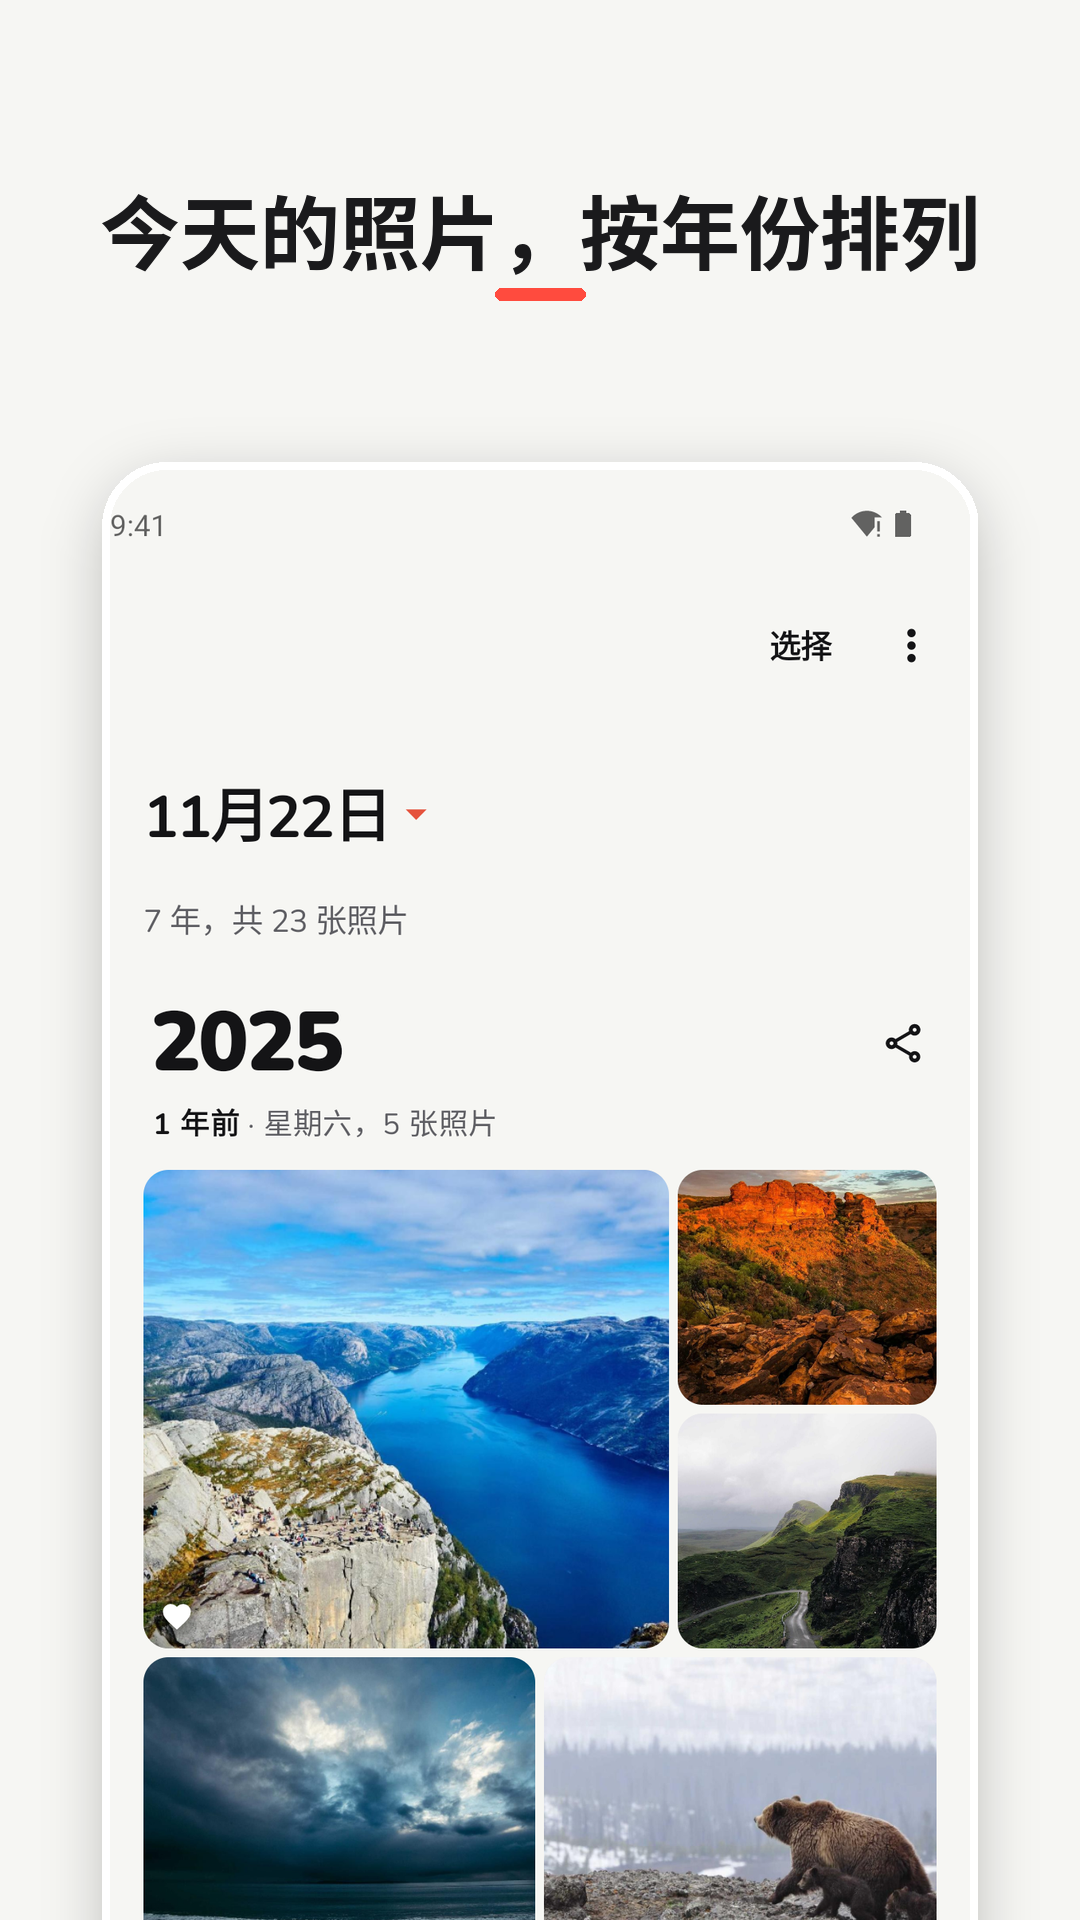 今天的照片，按年份排列
9:41
选择
11月22日
7 年，共 23 张照片
2025
1 年前 · 星期六，5 张照片